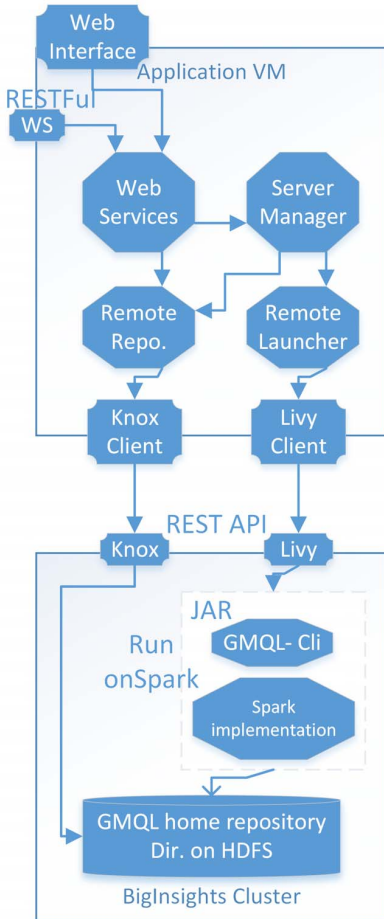 Web
Interface
Application VM
RESTFul
WS
Web
Services
Server
Manager
Remote
Repo.
Remote
Launcher
Knox
Client
Livy
Client
REST API
Knox
Livy
JAR
GMQL- Cli
Run
onSpark
Spark
implementation
GMQL home repository
Dir. on HDFS
BigInsights Cluster